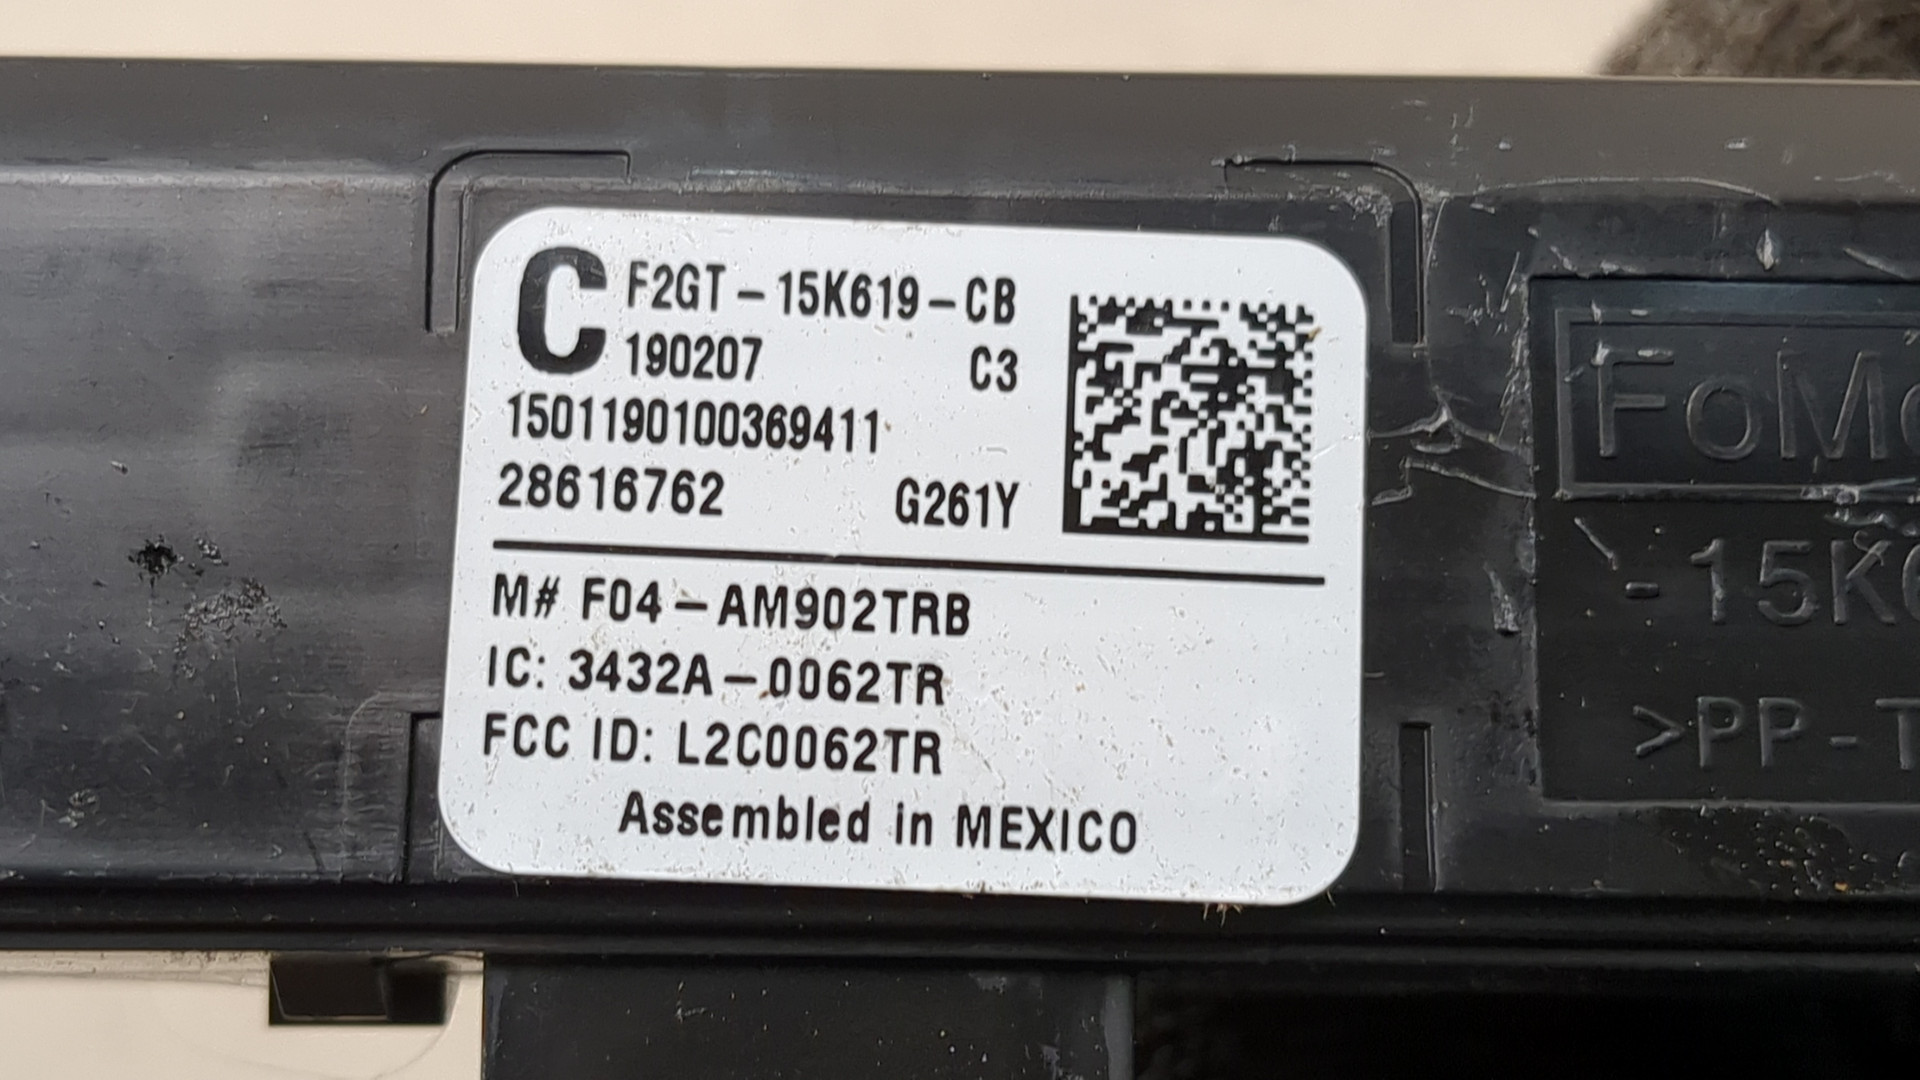 C F2GT-15K619-CB
190207 C3
1501190100369411
28616762 G261Y
M# F04-AM902TRB
IC: 3432A-0062TR
FCC ID: L2C0062TR
Assembled in MEXICO
FoMo
-15K6
>PP-T